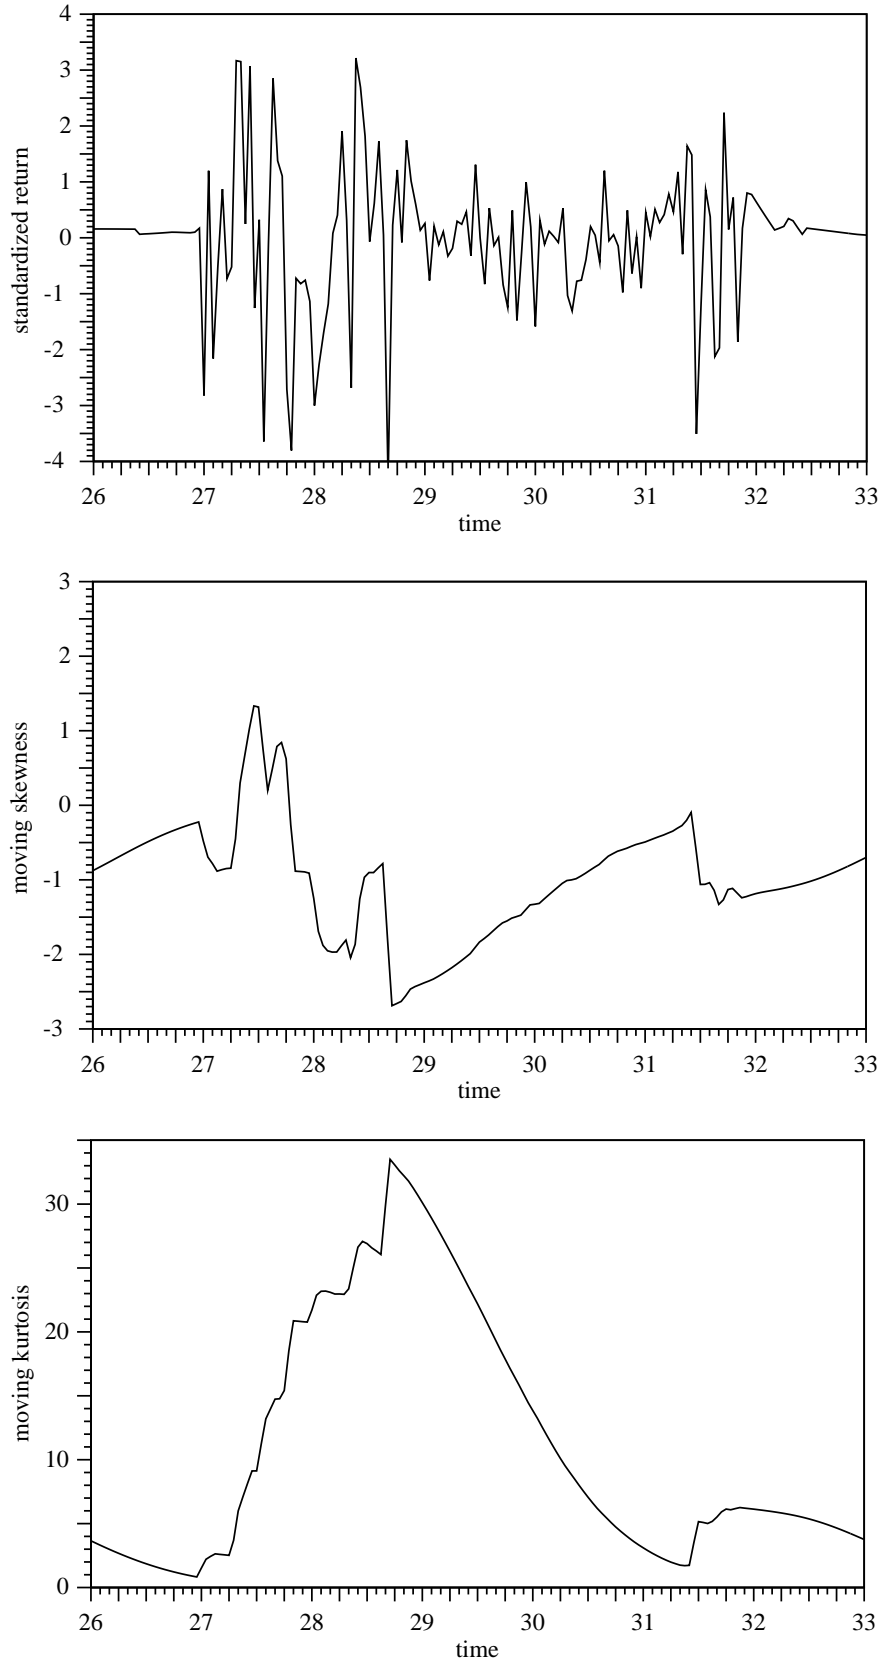 4
3
2
1
0
-1
-2
-3
-4
standardized return
26 27 28 29 30 31 32 33
time
3
2
1
0
-1
-2
-3
moving skewness
26 27 28 29 30 31 32 33
time
30
20
10
0
moving kurtosis
26 27 28 29 30 31 32 33
time